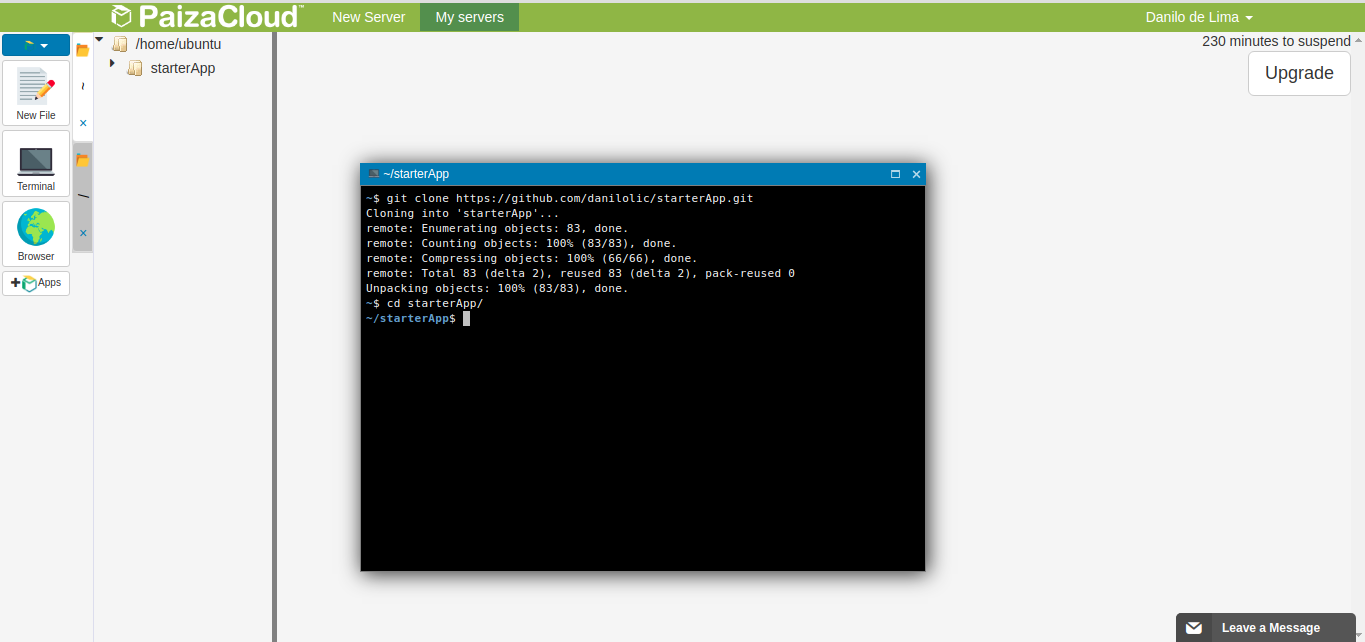 PaizaCloud™ New Server My servers Danilo de Lima
230 minutes to suspend
Upgrade
New File
Terminal
Browser
Apps
~
×
/
×
/home/ubuntu
starterApp
~/starterApp
~$ git clone https://github.com/danilolic/starterApp.git
Cloning into 'starterApp'...
remote: Enumerating objects: 83, done.
remote: Counting objects: 100% (83/83), done.
remote: Compressing objects: 100% (66/66), done.
remote: Total 83 (delta 2), reused 83 (delta 2), pack-reused 0
Unpacking objects: 100% (83/83), done.
~$ cd starterApp/
~/starterApp$
Leave a Message